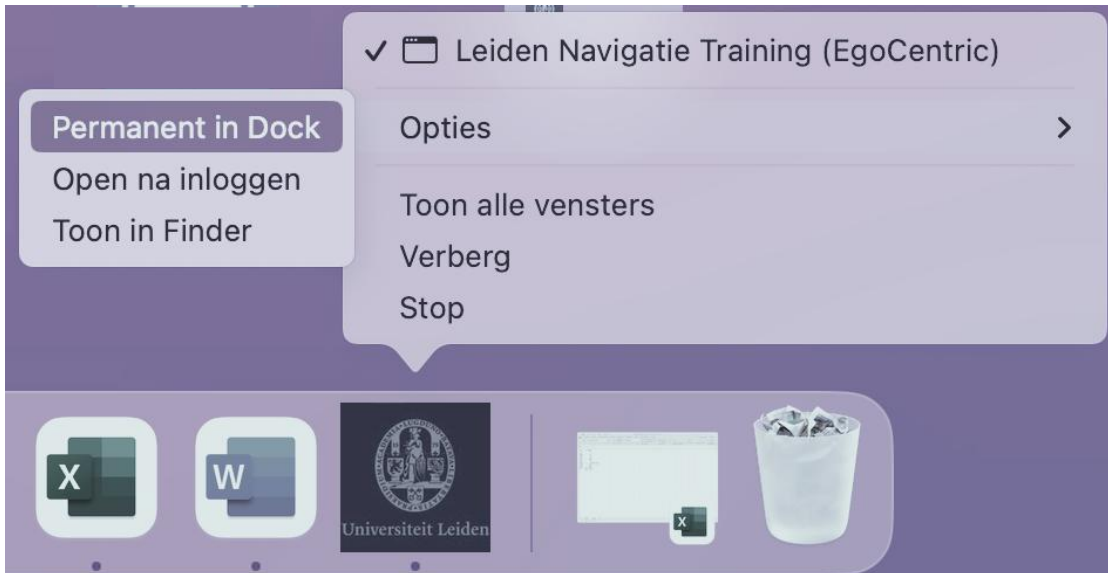 Leiden Navigatie Training (EgoCentric)
Permanent in Dock
Opties
Open na inloggen
Toon in Finder
Toon alle vensters
Verberg
Stop
X
W
Universiteit Leiden
X